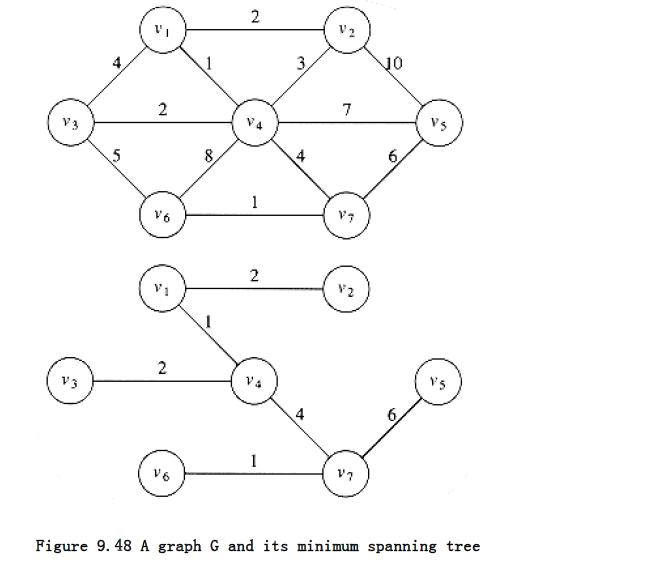 2
v1 v2
4 1 3 10
2 7
v3 v4 v5
5 8 4 6
1
v6 v7
2
v1 v2
1
2
v3 v4 v5
4 6
1
v6 v7
Figure 9.48 A graph G and its minimum spanning tree